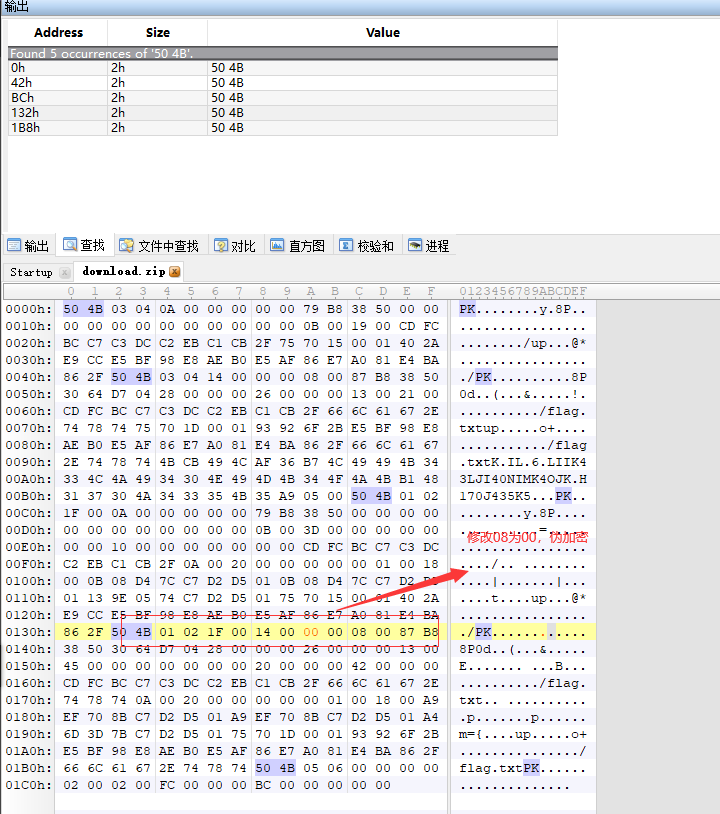 输出
Address Size Value
Found 5 occurrences of '50 4B'.
0h 2h 50 4B
42h 2h 50 4B
BCh 2h 50 4B
132h 2h 50 4B
1B8h 2h 50 4B
输出 查找 文件中查找 对比 直方图 校验和 进程
Startup download.zip
0 1 2 3 4 5 6 7 8 9 A B C D E F 0123456789ABCDEF
0000h: 50 4B 03 04 0A 00 00 00 00 00 79 B8 38 50 00 00 PK........y.8P..
0010h: 00 00 00 00 00 00 00 00 00 00 0B 00 19 00 CD FC ................
0020h: BC C7 C3 DC C2 EB C1 CB 2F 75 70 15 00 01 40 2A ......../up...@*
0030h: E9 CC E5 BF 98 E8 AE B0 E5 AF 86 E7 A0 81 E4 BA ................
0040h: 86 2F 50 4B 03 04 14 00 00 00 08 00 87 B8 38 50 ./PK..........8P
0050h: 30 64 D7 04 28 00 00 00 26 00 00 00 13 00 21 00 0d..(...&.....!.
0060h: CD FC BC C7 C3 DC C2 EB C1 CB 2F 66 6C 61 67 2E ........../flag.
0070h: 74 78 74 75 70 1D 00 01 93 92 6F 2B E5 BF 98 E8 txtup.....o+....
0080h: AE B0 E5 AF 86 E7 A0 81 E4 BA 86 2F 66 6C 61 67 .........../flag
0090h: 2E 74 78 74 4B CB 49 4C AF 36 B7 4C 49 49 4B 34 .txtK.IL.6.LIIK4
00A0h: 33 4C 4A 49 34 30 4E 49 4D 4B 34 4F 4A 4B B1 48 3LJI40NIMK4OJK.H
00B0h: 31 37 30 4A 34 33 35 4B 35 A9 05 00 50 4B 01 02 170J435K5...PK..
00C0h: 1F 00 0A 00 00 00 00 00 79 B8 38 50 00 00 00 00 ........y.8P....
00D0h: 00 00 00 00 00 00 00 00 0B 00 3D 00 00 00 00 00 ..........=.....
修改08为00，伪加密
00E0h: 00 00 10 00 00 00 00 00 00 00 CD FC BC C7 C3 DC
00F0h: C2 EB C1 CB 2F 0A 00 20 00 00 00 00 00 01 00 18 ..../.. ........
0100h: 00 0B 08 D4 7C C7 D2 D5 01 0B 08 D4 7C C7 D2 D5 ....|.......|...
0110h: 01 13 9E 05 74 C7 D2 D5 01 75 70 15 00 01 40 2A ....t....up...@*
0120h: E9 CC E5 BF 98 E8 AE B0 E5 AF 86 E7 A0 81 E4 BA ................
0130h: 86 2F 50 4B 01 02 1F 00 14 00 00 00 08 00 87 B8 ./PK............
0140h: 38 50 30 64 D7 04 28 00 00 00 26 00 00 00 13 00 8P0d..(...&.....
0150h: 45 00 00 00 00 00 00 00 20 00 00 00 42 00 00 00 E....... ...B...
0160h: CD FC BC C7 C3 DC C2 EB C1 CB 2F 66 6C 61 67 2E ........../flag.
0170h: 74 78 74 0A 00 20 00 00 00 00 00 01 00 18 00 A9 txt.. ..........
0180h: EF 70 8B C7 D2 D5 01 A9 EF 70 8B C7 D2 D5 01 A4 .p.......p......
0190h: 6D 3D 7B C7 D2 D5 01 75 70 1D 00 01 93 92 6F 2B m={....up.....o+
01A0h: E5 BF 98 E8 AE B0 E5 AF 86 E7 A0 81 E4 BA 86 2F .............../
01B0h: 66 6C 61 67 2E 74 78 74 50 4B 05 06 00 00 00 00 flag.txtPK......
01C0h: 02 00 02 00 FC 00 00 00 BC 00 00 00 00 00 ..............